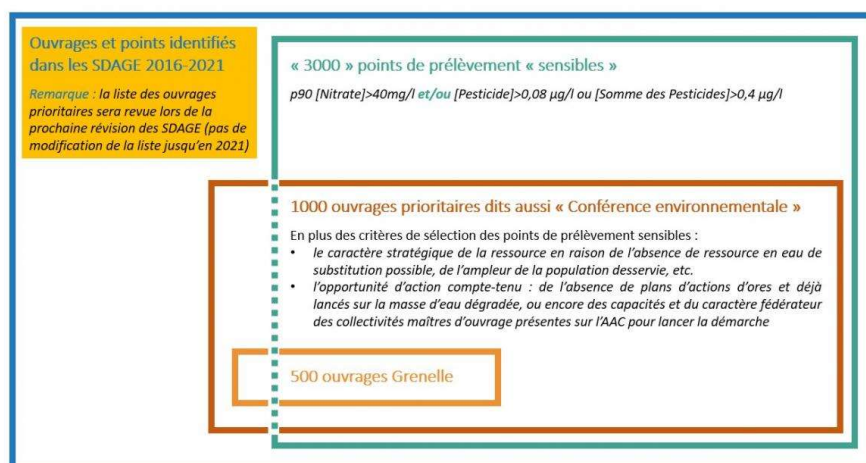 Ouvrages et points identifiés
dans les SDAGE 2016-2021
Remarque : la liste des ouvrages
prioritaires sera revue lors de la
prochaine révision des SDAGE (pas de
modification de la liste jusqu'en 2021)
« 3000 » points de prélèvement « sensibles »
p90 [Nitrate]>40mg/l et/ou [Pesticide]>0,08 µg/l ou [Somme des Pesticides]>0,4 µg/l
1000 ouvrages prioritaires dits aussi « Conférence environnementale »
En plus des critères de sélection des points de prélèvement sensibles :
• le caractère stratégique de la ressource en raison de l'absence de ressource en eau de
substitution possible, de l'ampleur de la population desservie, etc.
• l'opportunité d'action compte-tenu : de l'absence de plans d'actions d'ores et déjà
lancés sur la masse d'eau dégradée, ou encore des capacités et du caractère fédérateur
des collectivités maîtres d'ouvrage présentes sur l'AAC pour lancer la démarche
500 ouvrages Grenelle